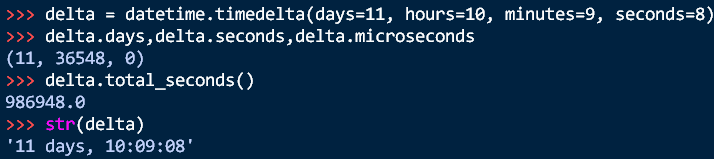 >>> delta = datetime.timedelta(days=11, hours=10, minutes=9, seconds=8)
>>> delta.days,delta.seconds,delta.microseconds
(11, 36548, 0)
>>> delta.total_seconds()
986948.0
>>> str(delta)
'11 days, 10:09:08'